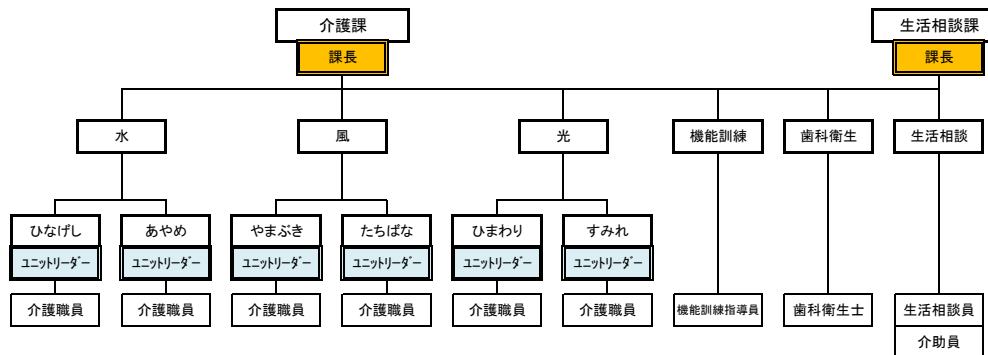 介護課
生活相談課
課長
課長
水
風
光
機能訓練
歯科衛生
生活相談
ひなげし
あやめ
やまぶき
たちばな
ひまわり
すみれ
ﾕﾆｯﾄﾘｰﾀﾞｰ
ﾕﾆｯﾄﾘｰﾀﾞｰ
ﾕﾆｯﾄﾘｰﾀﾞｰ
ﾕﾆｯﾄﾘｰﾀﾞｰ
ﾕﾆｯﾄﾘｰﾀﾞｰ
ﾕﾆｯﾄﾘｰﾀﾞｰ
介護職員
介護職員
介護職員
介護職員
介護職員
介護職員
機能訓練指導員
歯科衛生士
生活相談員
介助員